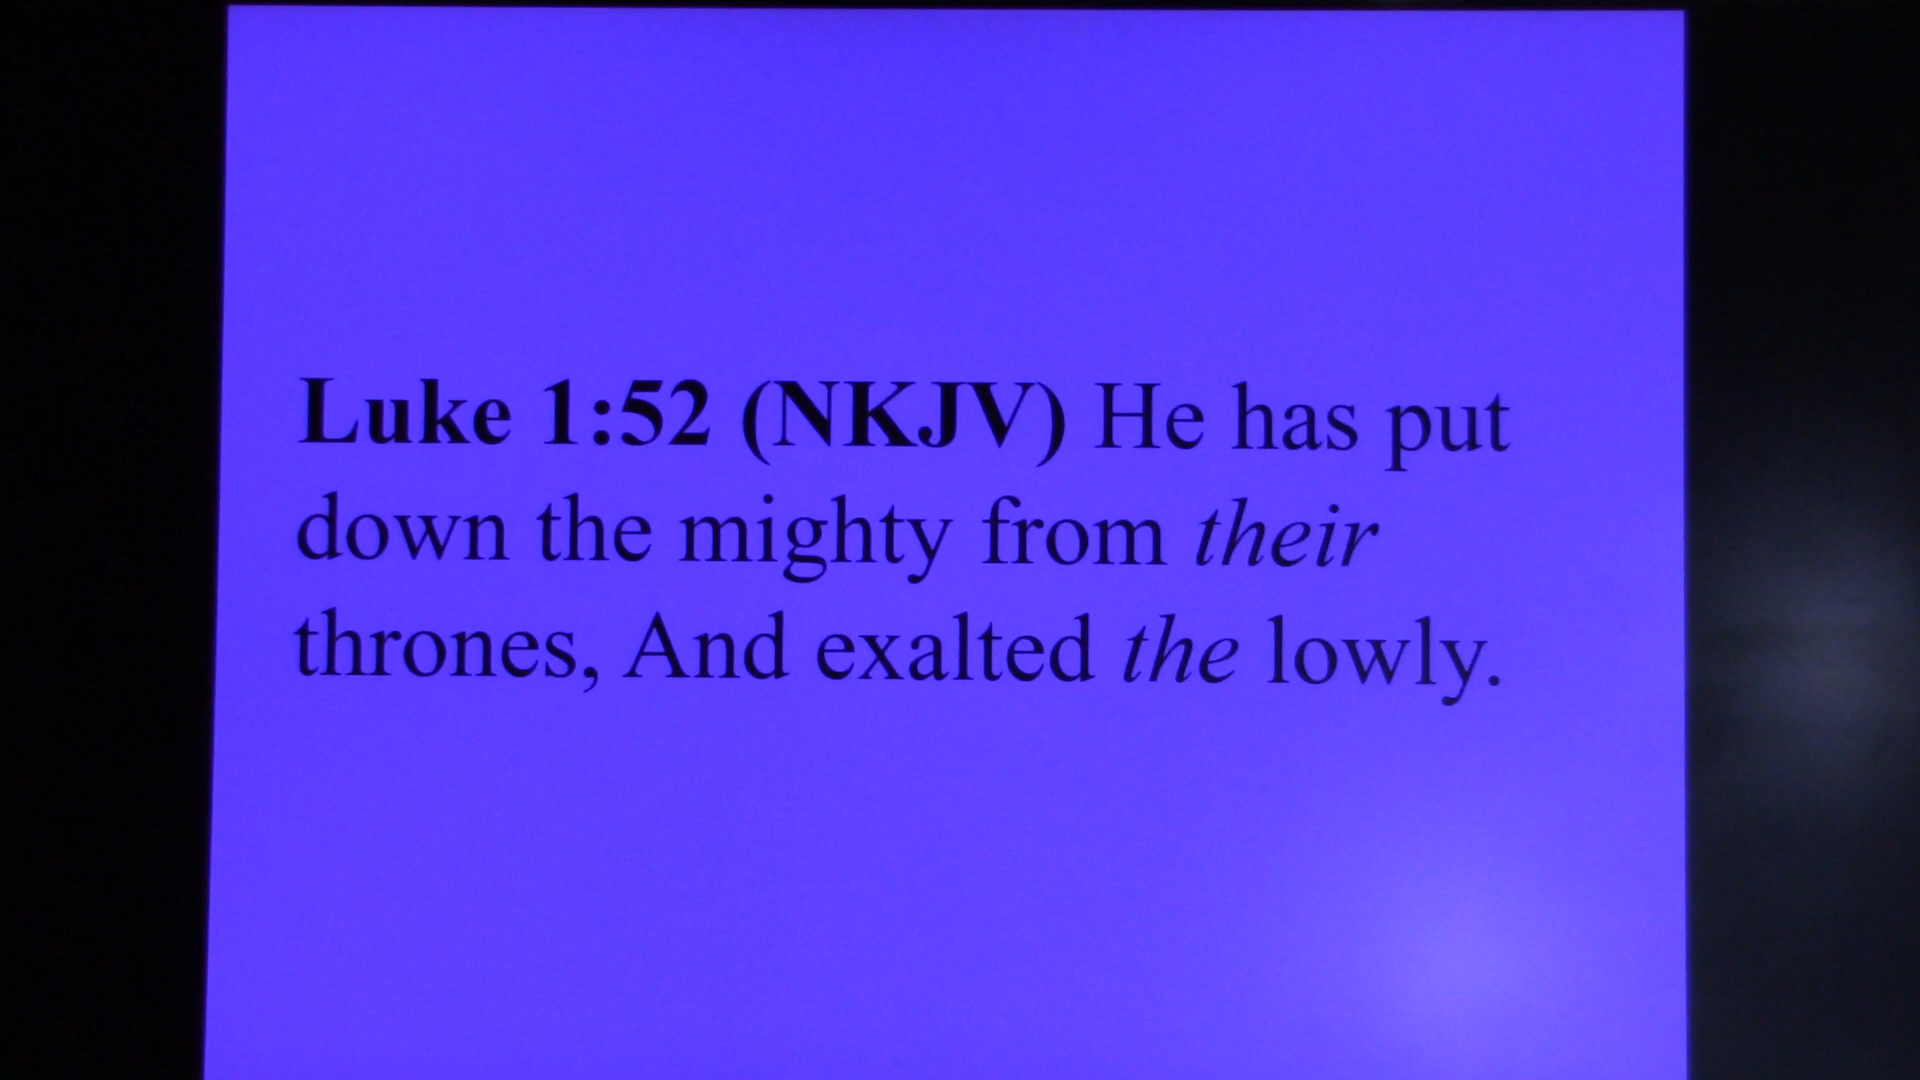 Luke 1:52 (NKJV) He has put
down the mighty from their
thrones, And exalted the lowly.